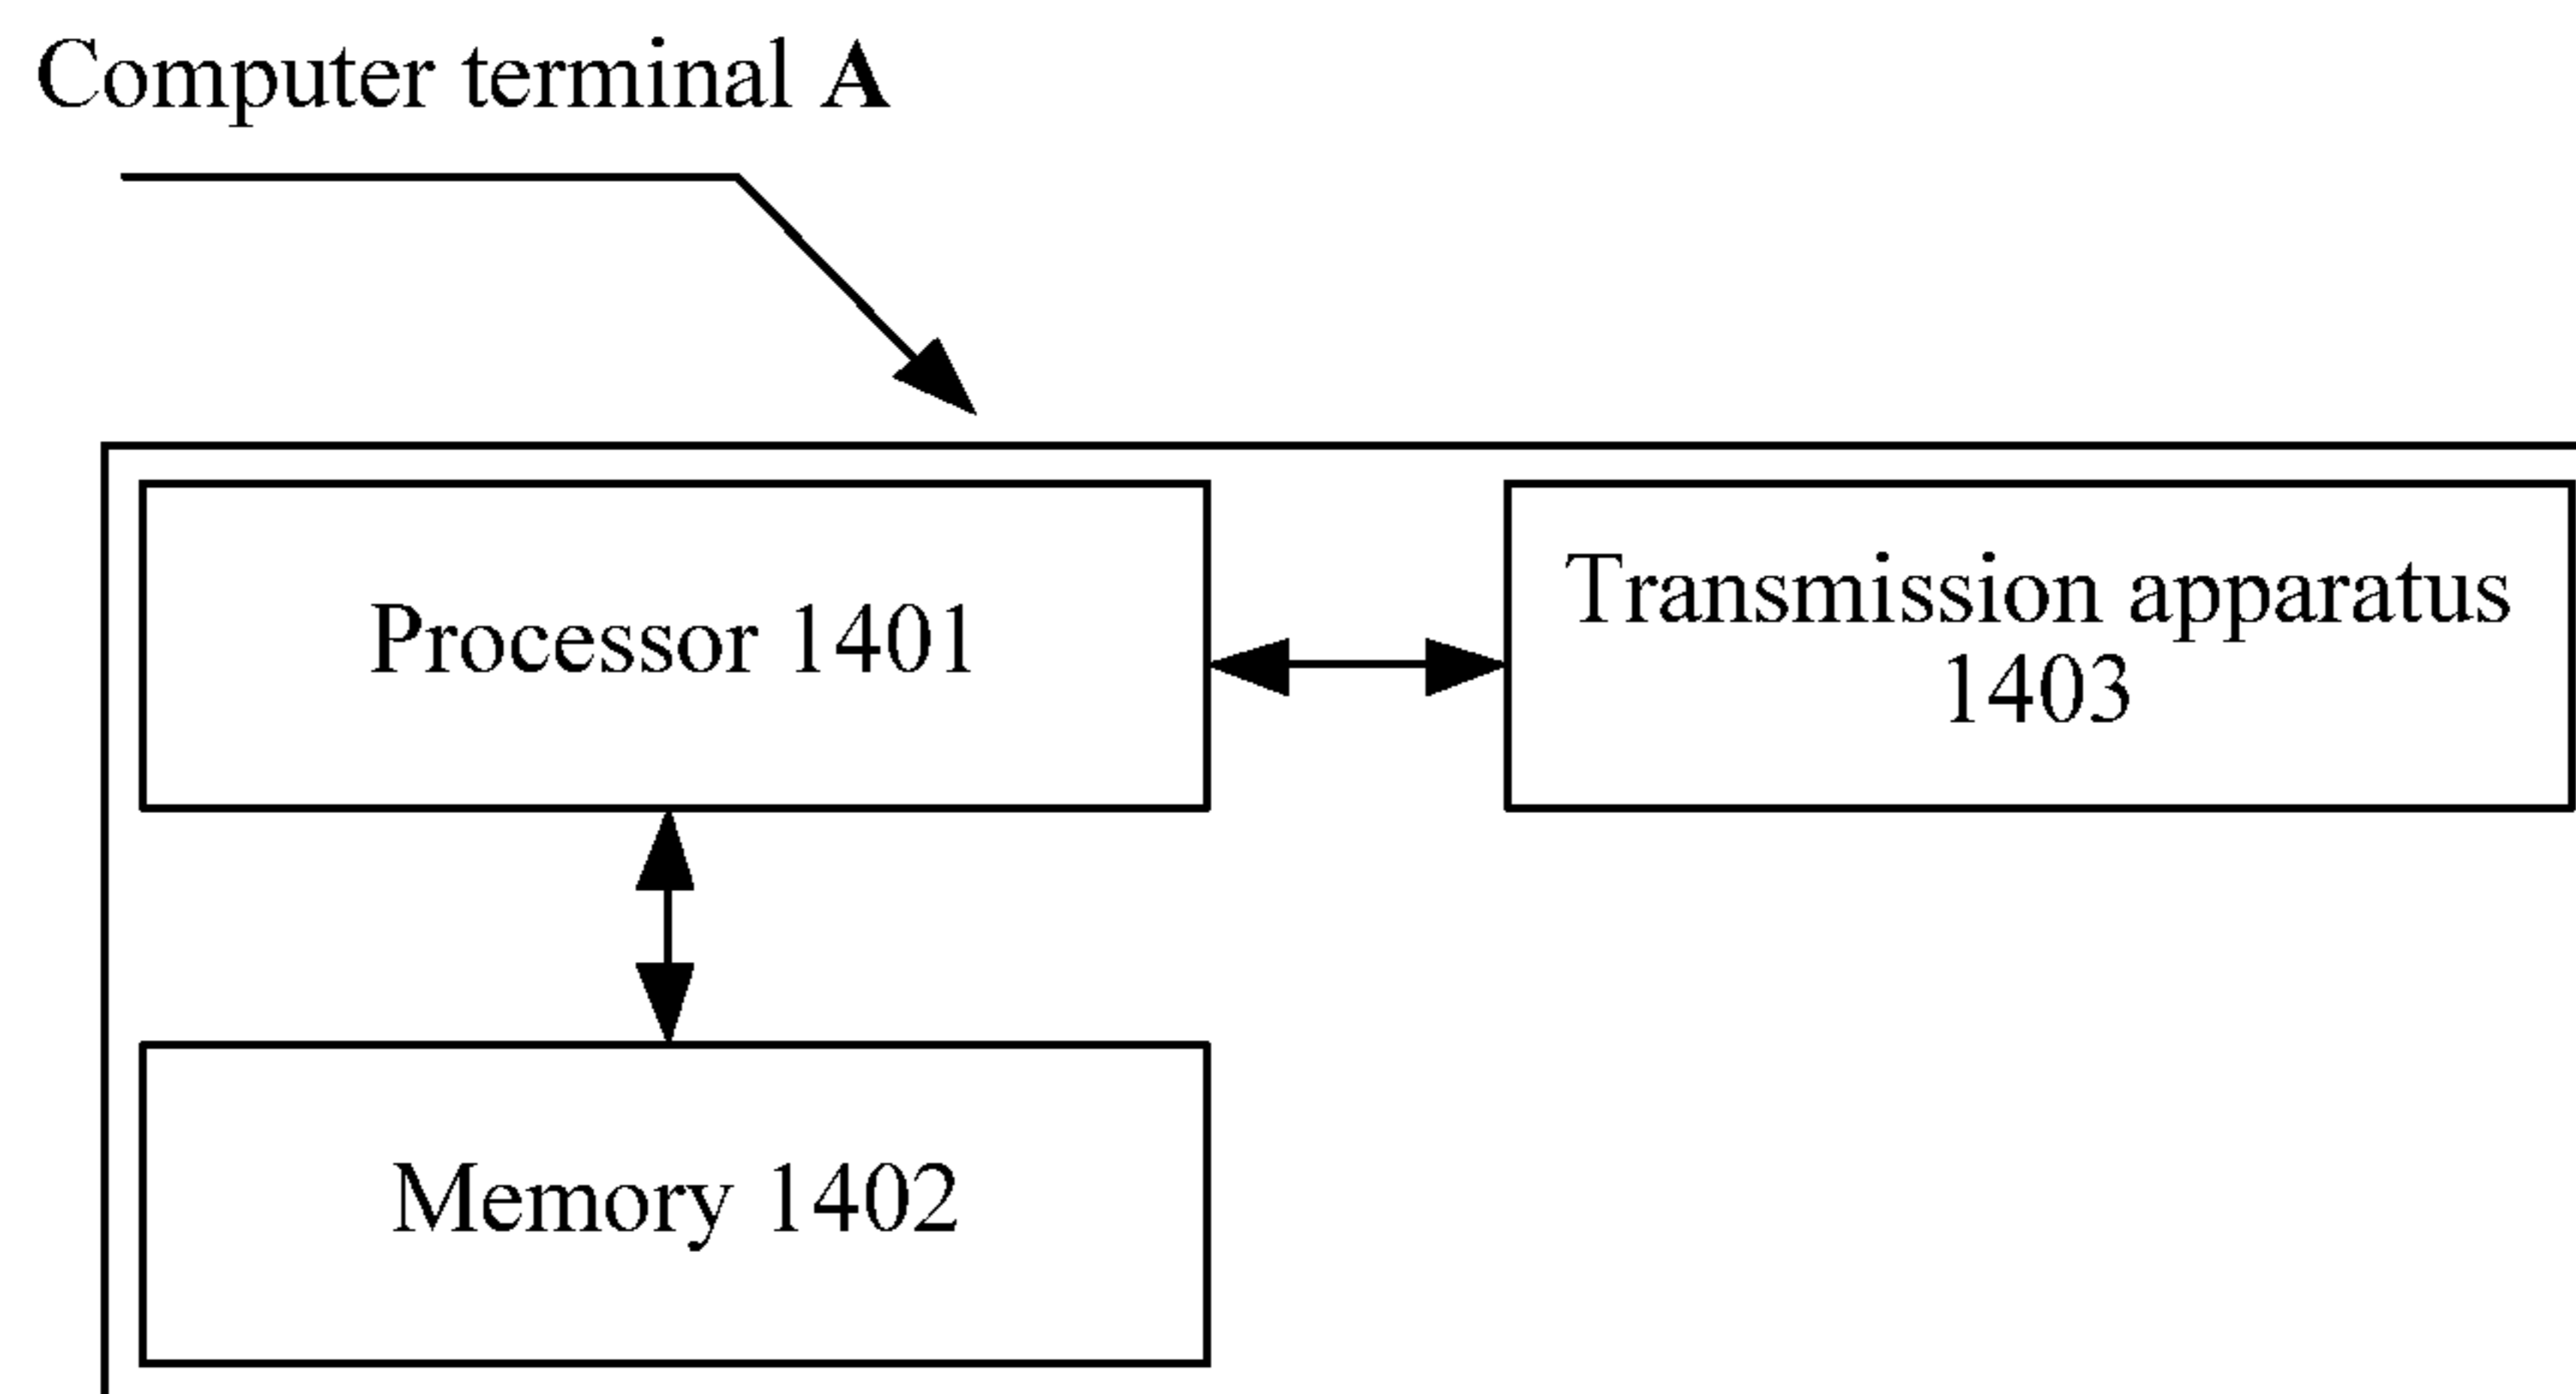 Computer terminal A
Processor 1401
Transmission apparatus
1403
Memory 1402